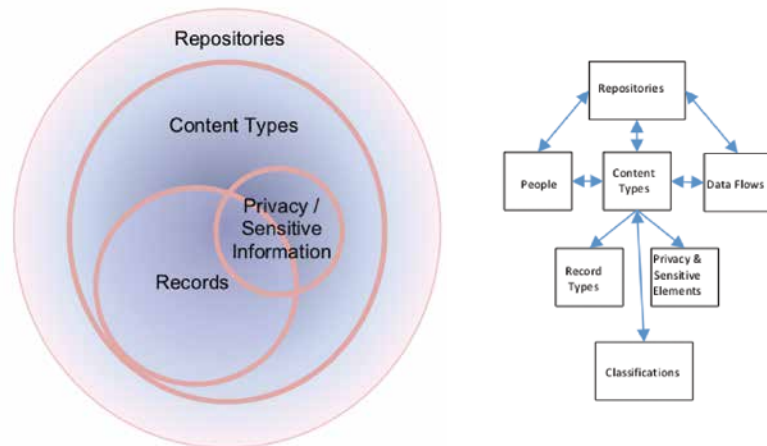 Repositories
Content Types
Privacy /
Sensitive
Information
Records
Repositories
People
Content
Types
Data Flows
Record
Types
Privacy &
Sensitive
Elements
Classifications